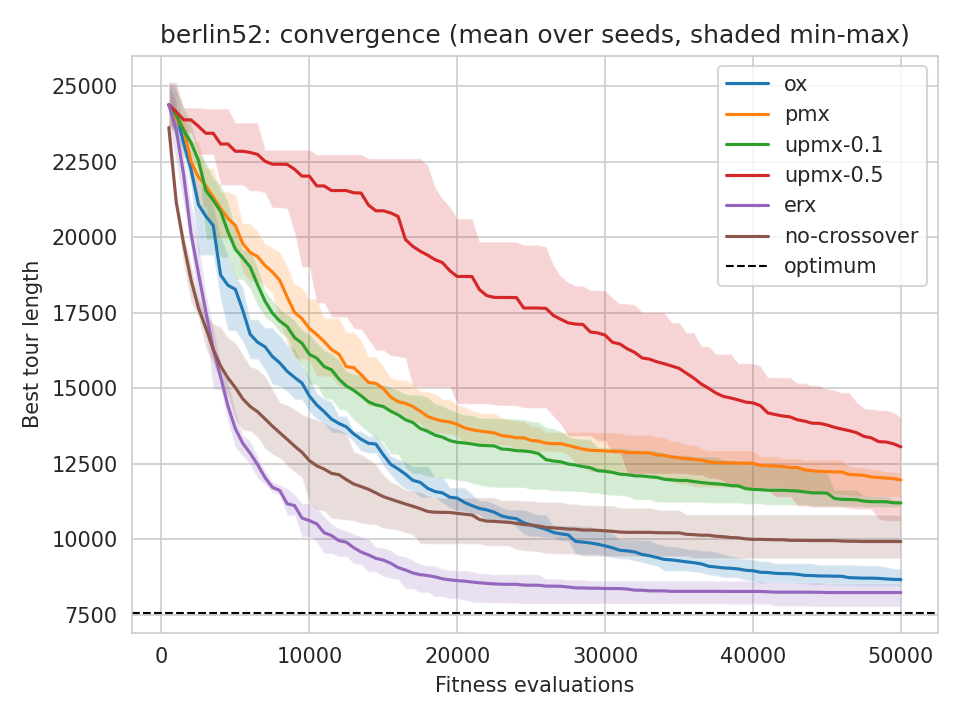 berlin52: convergence (mean over seeds, shaded min-max)
25000
22500
20000
17500
15000
12500
10000
7500
Best tour length
0
10000
20000
30000
40000
50000
Fitness evaluations
ox
pmx
upmx-0.1
upmx-0.5
erx
no-crossover
optimum